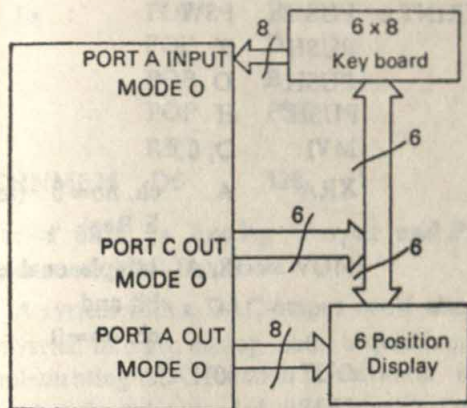 8
6 x 8
Key board
PORT A INPUT
MODE O
6
6
PORT C OUT
MODE O
6
PORT A OUT
MODE O
8
6 Position
Display